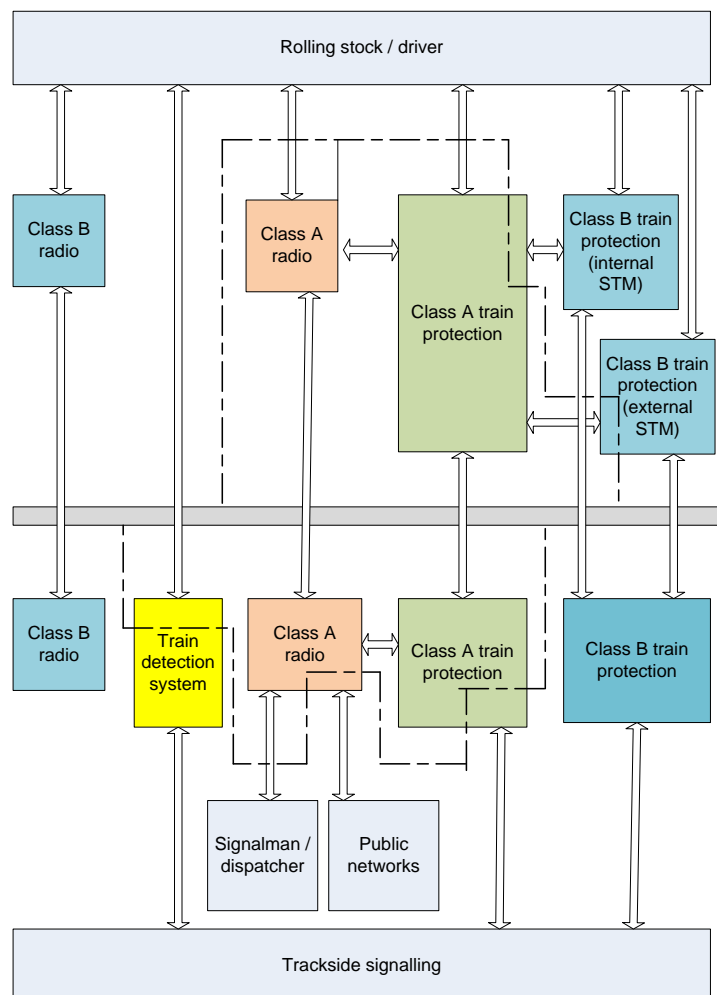 Rolling stock / driver
Class B
radio
Class A
radio
Class A train
protection
Class B train
protection
(internal
STM)
Class B train
protection
(external
STM)
Class B
radio
Train
detection
system
Class A
radio
Class A train
protection
Class B train
protection
Signalman /
dispatcher
Public
networks
Trackside signalling